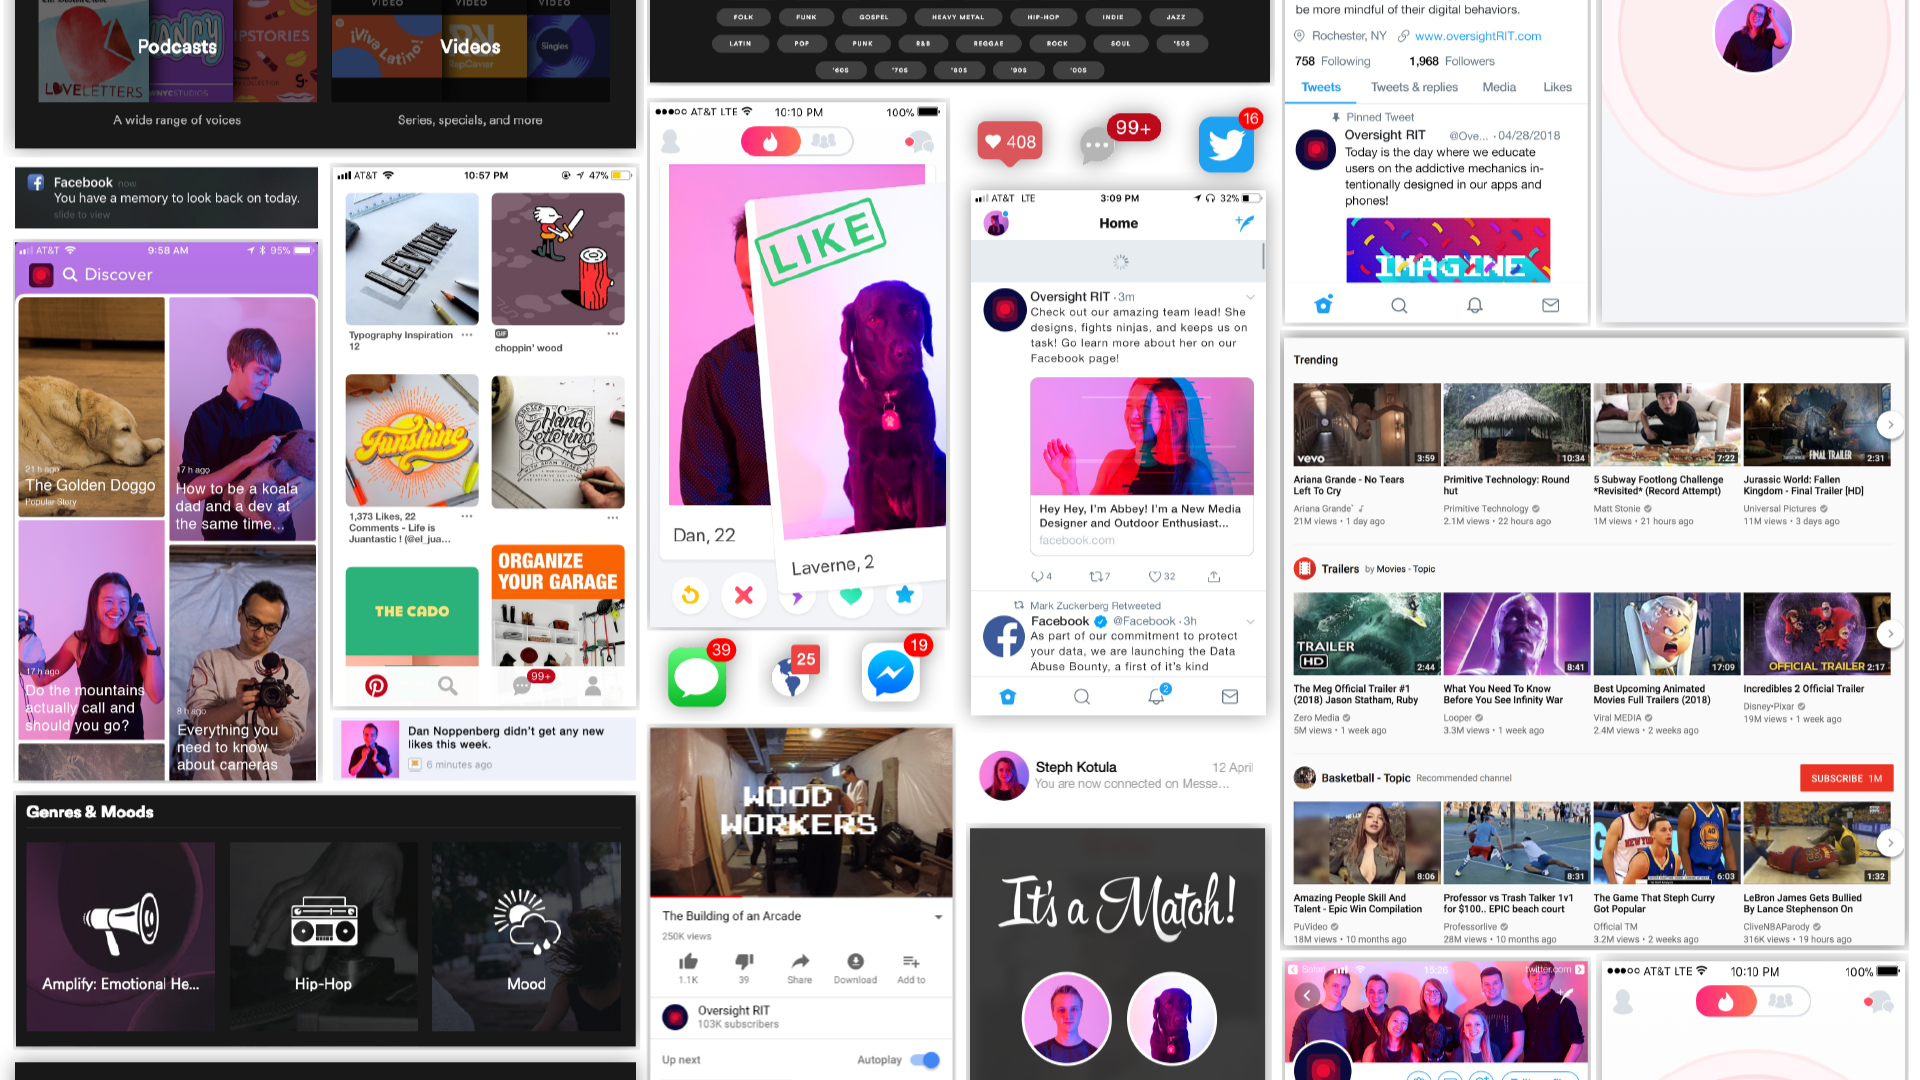 LOVELETTERS
WNYCSTUDIOS
Podcasts
A wide range of voices
VIDEO
VIDEO
VIDEO
¡Viva Latino!
RapCaviar
Singles
Videos
Series, specials, and more
Facebook now
You have a memory to look back on today.
slide to view
AT&T
9:58 AM
95%
Discover
21 h ago
The Golden Doggo
Popular Story
17 h ago
How to be a koala
dad and a dev at
the same time...
17 h ago
Do the mountains
actually call and
should you go?
8 h ago
Everything you
need to know
about cameras
AT&T
10:57 PM
47%
Typography Inspiration
12
GIF
choppin' wood
Funshine
Hand
Lettering
1,373 Likes, 22
Comments - Life is
Juantastic ! (@el_jua...
THE CADO
ORGANIZE
YOUR GARAGE
99+
Dan Noppenberg didn't get any new
likes this week.
6 minutes ago
Genres & Moods
Amplify: Emotional He...
Hip-Hop
Mood
FOLK
FUNK
GOSPEL
HEAVY METAL
HIP-HOP
INDIE
JAZZ
LATIN
POP
PUNK
R&B
REGGAE
ROCK
SOUL
'50S
'60S
'70S
'80S
'90S
'00S
AT&T LTE
10:10 PM
100%
LIKE
Dan, 22
Laverne, 2
39
25
19
WOOD
WORKERS
The Building of an Arcade
250K views
1.1K
39
Share
Download
Add to
Oversight RIT
103K subscribers
Up next
Autoplay
408
99+
16
AT&T LTE
3:09 PM
32%
Home
Oversight RIT · 3m
Check out our amazing team lead! She
designs, fights ninjas, and keeps us on
task! Go learn more about her on our
Facebook page!
Hey Hey, I'm Abbey! I'm a New Media
Designer and Outdoor Enthusiast...
facebook.com
4
7
32
Mark Zuckerberg Retweeted
Facebook @Facebook · 3h
As part of our commitment to protect
your data, we are launching the Data
Abuse Bounty, a first of it's kind
2
Steph Kotula
12 April
You are now connected on Messe...
It's a Match!
be more mindful of their digital behaviors.
Rochester, NY
www.oversightRIT.com
758 Following
1,968 Followers
Tweets
Tweets & replies
Media
Likes
Pinned Tweet
Oversight RIT @Ove... · 04/28/2018
Today is the day where we educate
users on the addictive mechanics in-
tentionally designed in our apps and
phones!
IMAGINE
Trending
vevo
3:59
10:34
7:22
FINAL TRAILER
2:31
Ariana Grande - No Tears
Left To Cry
Ariana Grande
21M views • 1 day ago
Primitive Technology: Round
hut
Primitive Technology
2.1M views • 22 hours ago
5 Subway Footlong Challenge
*Revisited* (Record Attempt)
Matt Stonie
1M views • 21 hours ago
Jurassic World: Fallen
Kingdom - Final Trailer [HD]
Universal Pictures
11M views • 3 days ago
Trailers by Movies - Topic
TRAILER
HD
2:44
8:41
17:09
OFFICIAL TRAILER 2:17
The Meg Official Trailer #1
(2018) Jason Statham, Ruby
Zero Media
5M views • 1 week ago
What You Need To Know
Before You See Infinity War
Looper
3.3M views • 1 week ago
Best Upcoming Animated
Movies Full Trailers (2018)
Viral MEDIA
2.4M views • 2 weeks ago
Incredibles 2 Official Trailer
Disney•Pixar
19M views • 1 week ago
Basketball - Topic Recommended channel
SUBSCRIBE 1M
8:06
8:31
6:03
1:32
Amazing People Skill And
Talent - Epic Win Compilation
PuVideo
18M views • 10 months ago
Professor vs Trash Talker 1v1
for $100.. EPIC beach court
Professorlive
28M views • 10 months ago
The Game That Steph Curry
Got Popular
Official TM
3.2M views • 2 weeks ago
LeBron James Gets Bullied
By Lance Stephenson On
CliveNBAParody
316K views • 19 hours ago
Safari
15:26
twitter.com
AT&T LTE
10:10 PM
100%